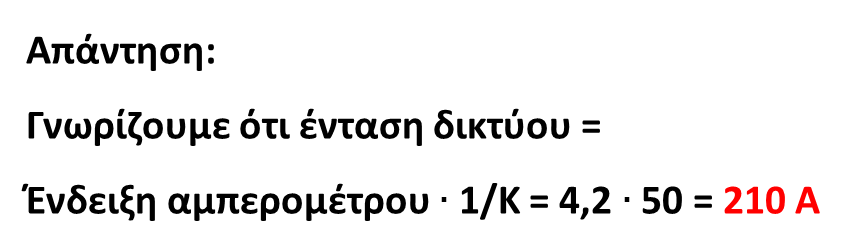 Απάντηση:
Γνωρίζουμε ότι ένταση δικτύου =
Ένδειξη αμπερομέτρου · 1/Κ = 4,2 · 50 = 210 Α